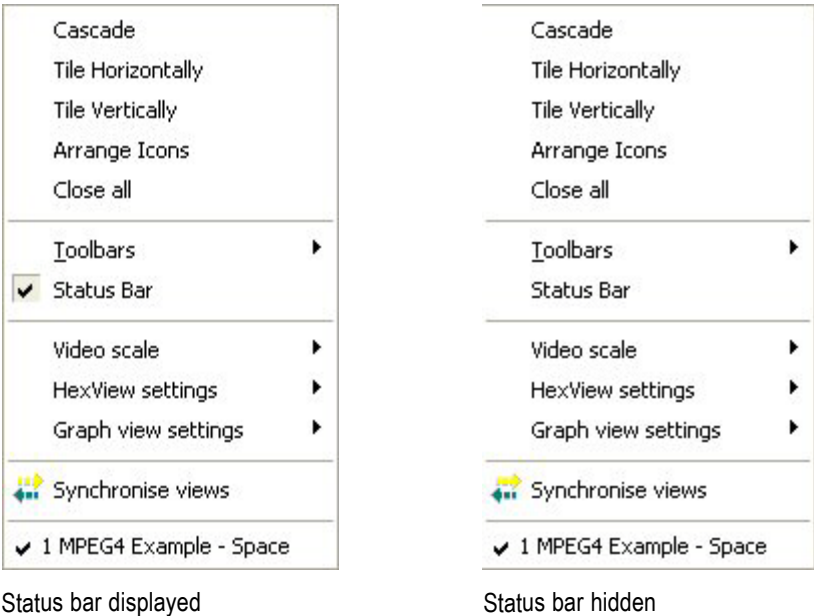 Cascade
Tile Horizontally
Tile Vertically
Arrange Icons
Close all
Toolbars
Status Bar
Video scale
HexView settings
Graph view settings
Synchronise views
1 MPEG4 Example - Space
Status bar displayed
Cascade
Tile Horizontally
Tile Vertically
Arrange Icons
Close all
Toolbars
Status Bar
Video scale
HexView settings
Graph view settings
Synchronise views
1 MPEG4 Example - Space
Status bar hidden